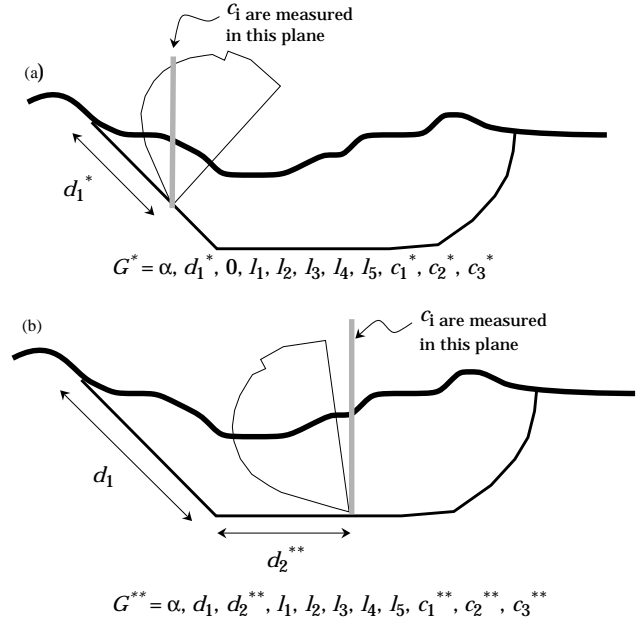 c_i are measured
in this plane
(a)
d_1^*
G^* = α, d_1^*, 0, l_1, l_2, l_3, l_4, l_5, c_1^*, c_2^*, c_3^*
(b)
c_i are measured
in this plane
d_1
d_2^**
G^** = α, d_1, d_2^**, l_1, l_2, l_3, l_4, l_5, c_1^**, c_2^**, c_3^**